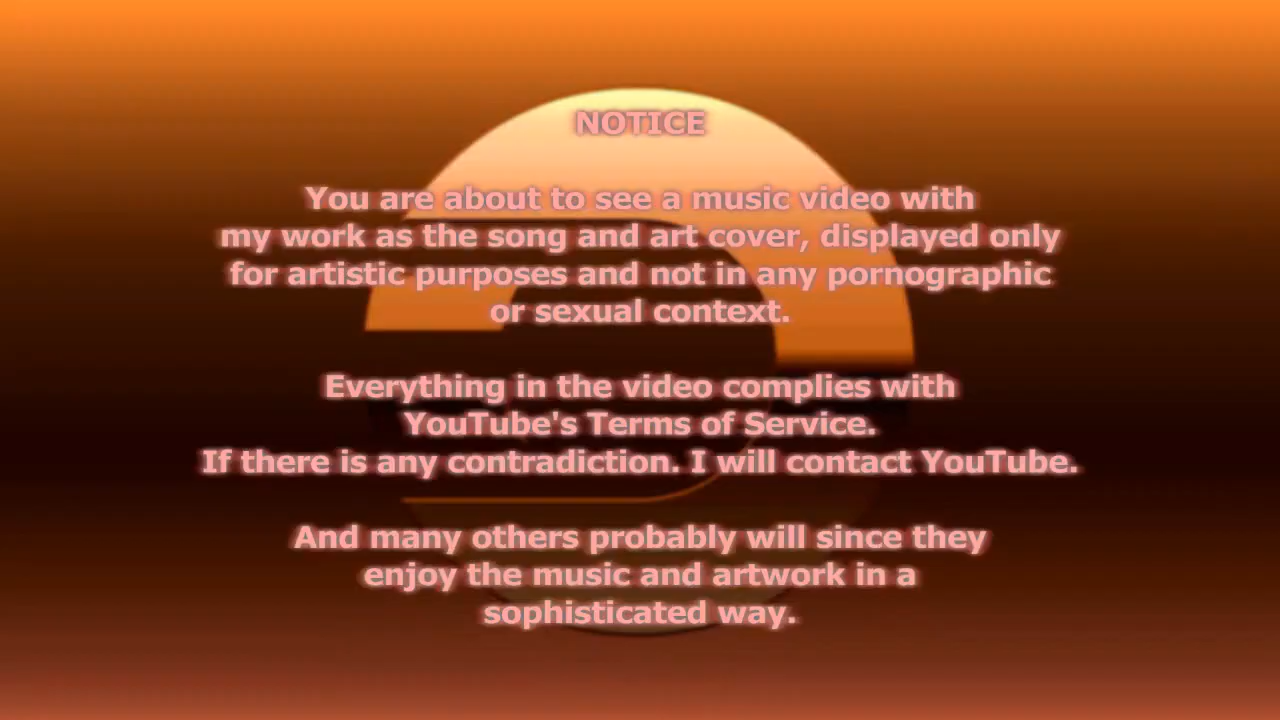 NOTICE
You are about to see a music video with
my work as the song and art cover, displayed only
for artistic purposes and not in any pornographic
or sexual context.
Everything in the video complies with
YouTube's Terms of Service.
If there is any contradiction. I will contact YouTube.
And many others probably will since they
enjoy the music and artwork in a
sophisticated way.